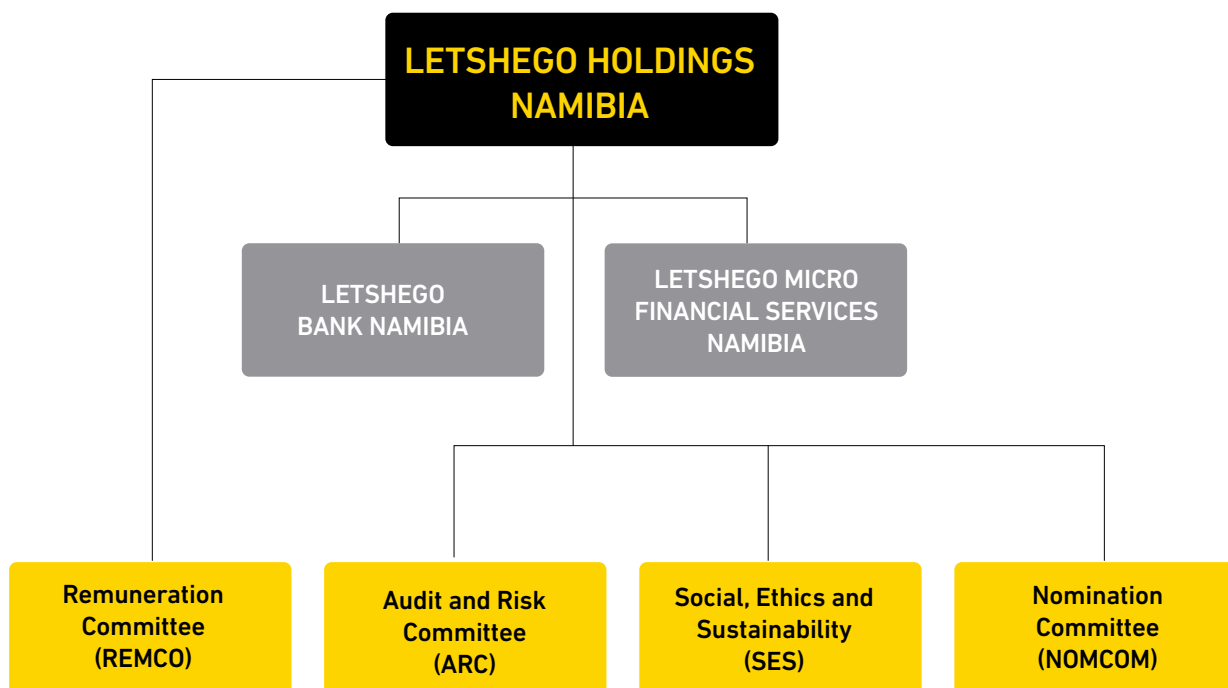 LETSHEGO HOLDINGS
NAMIBIA
LETSHEGO
BANK NAMIBIA
LETSHEGO MICRO
FINANCIAL SERVICES
NAMIBIA
Remuneration
Committee
(REMCO)
Audit and Risk
Committee
(ARC)
Social, Ethics and
Sustainability
(SES)
Nomination
Committee
(NOMCOM)